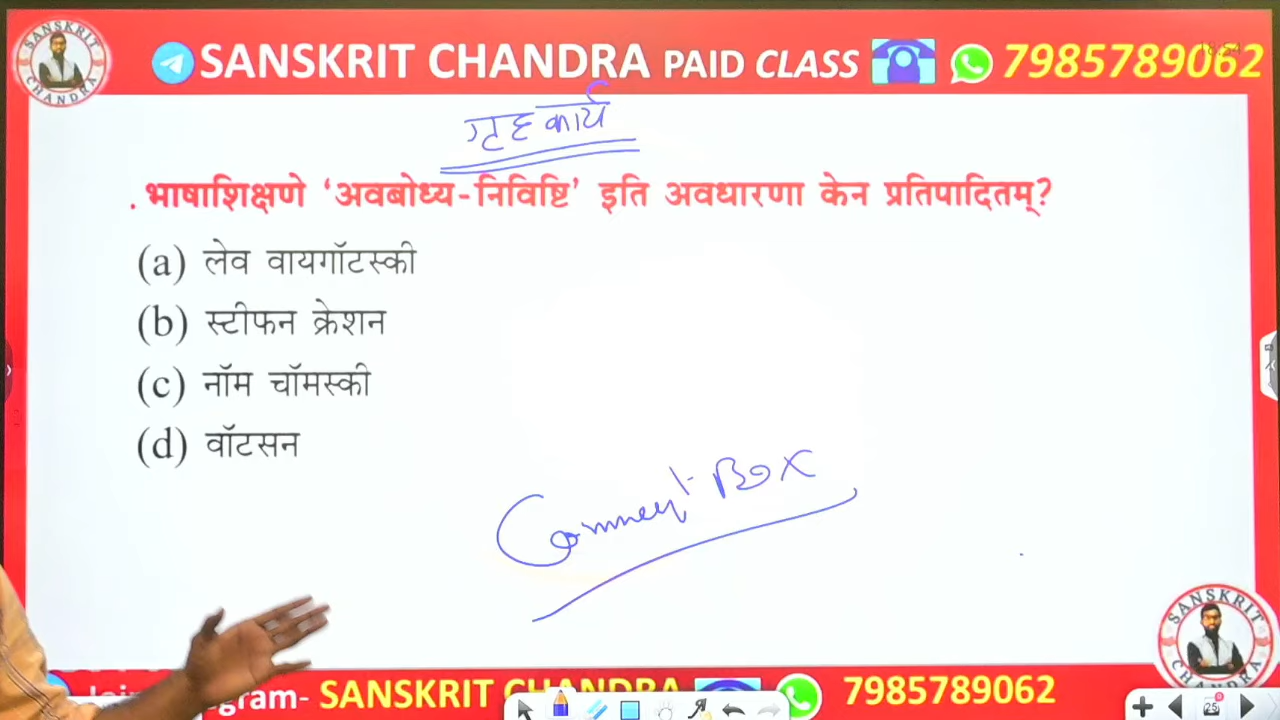 SANSKRIT CHANDRA
SANSKRIT CHANDRA PAID CLASS 7985789062
गृहकार्य
. भाषाशिक्षणे ‘अवबोध्य-निविष्टि’ इति अवधारणा केन प्रतिपादितम्?
(a) लेव वायगॉटस्की
(b) स्टीफन क्रेशन
(c) नॉम चॉमस्की
(d) वॉटसन
Comment Box
SANSKRIT CHANDRA
gram- SANSKRIT CHANDRA 7985789062
25